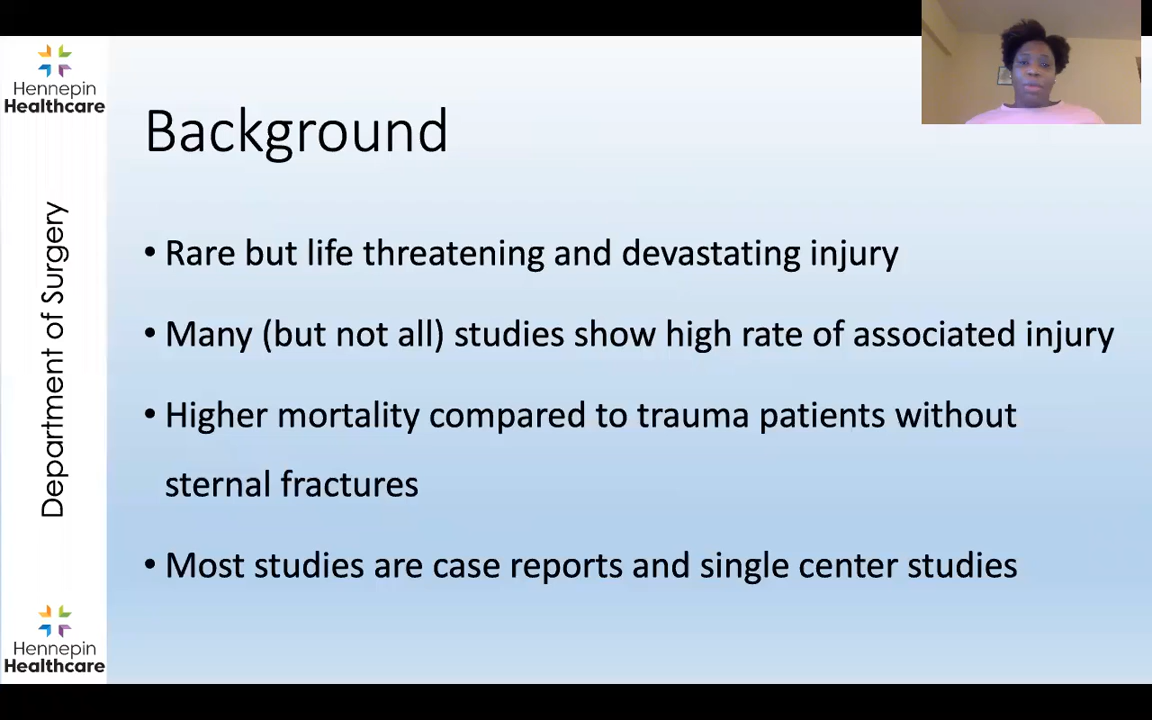 Hennepin
Healthcare
Department of Surgery
Hennepin
Healthcare
Background
• Rare but life threatening and devastating injury
• Many (but not all) studies show high rate of associated injury
• Higher mortality compared to trauma patients without
sternal fractures
• Most studies are case reports and single center studies